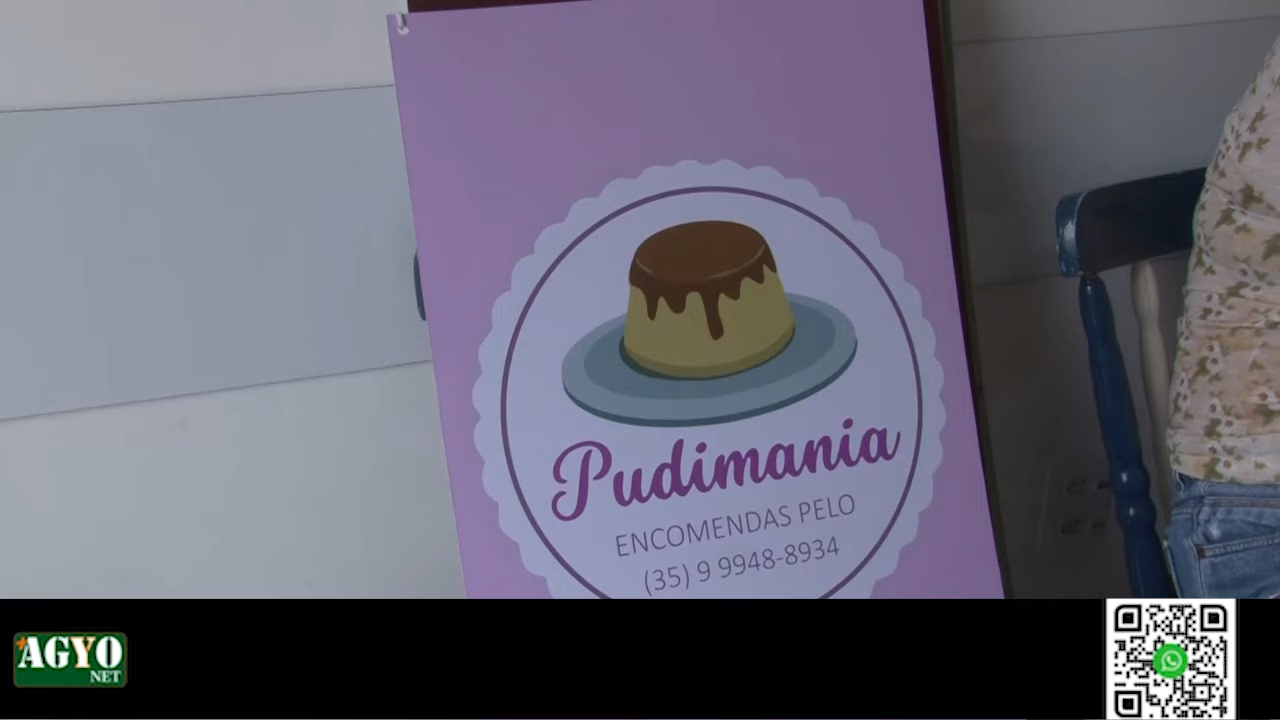 Pudimania
ENCOMENDAS PELO
(35) 9 9948-8934
+AGYO
NET